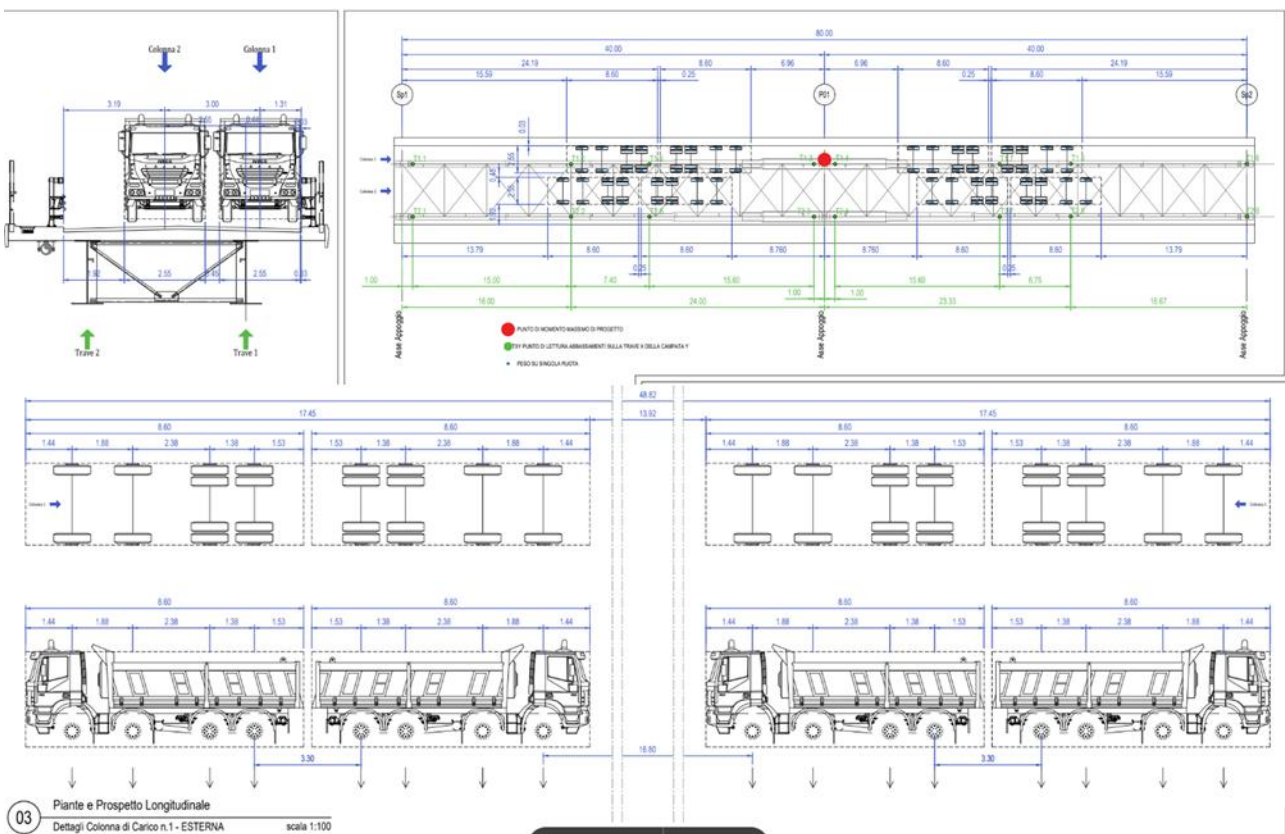 Colonna 2 Colonna 1
3.19 3.00 1.31
1.92 2.55 2.55
Trave 2 Trave 1
80.00
40.00 40.00
24.19 8.60 6.96 6.96 8.60 24.19
15.59 8.60 0.25 0.25 8.60 15.59
Sp1 P01 Sp2
13.79 8.60 8.60 8.760 8.760 8.60 8.60 13.79
0.25 0.25
1.00 15.00 7.40 15.60 15.60 6.75
1.00 1.00
16.00 24.00 23.33 16.67
Asse Appoggio
Asse Appoggio
Asse Appoggio
PUNTO DI MOMENTO MASSIMO DI PROGETTO
PUNTO DI LETTURA ABBASSAMENTI SULLA TRAVE X DELLA CAMPATA Y
PESO SU SINGOLA RUOTA
48.82
17.45 13.92 17.45
8.60 8.60 8.60 8.60
1.44 1.88 2.38 1.38 1.53 1.53 1.38 2.38 1.88 1.44 1.44 1.88 2.38 1.38 1.53 1.53 1.38 2.38 1.88 1.44
8.60 8.60 8.60 8.60
1.44 1.88 2.38 1.38 1.53 1.53 1.38 2.38 1.88 1.44 1.44 1.88 2.38 1.38 1.53 1.53 1.38 2.38 1.88 1.44
3.30 3.30
03
Piante e Prospetto Longitudinale
Dettagli Colonna di Carico n.1 - ESTERNA scala 1:100